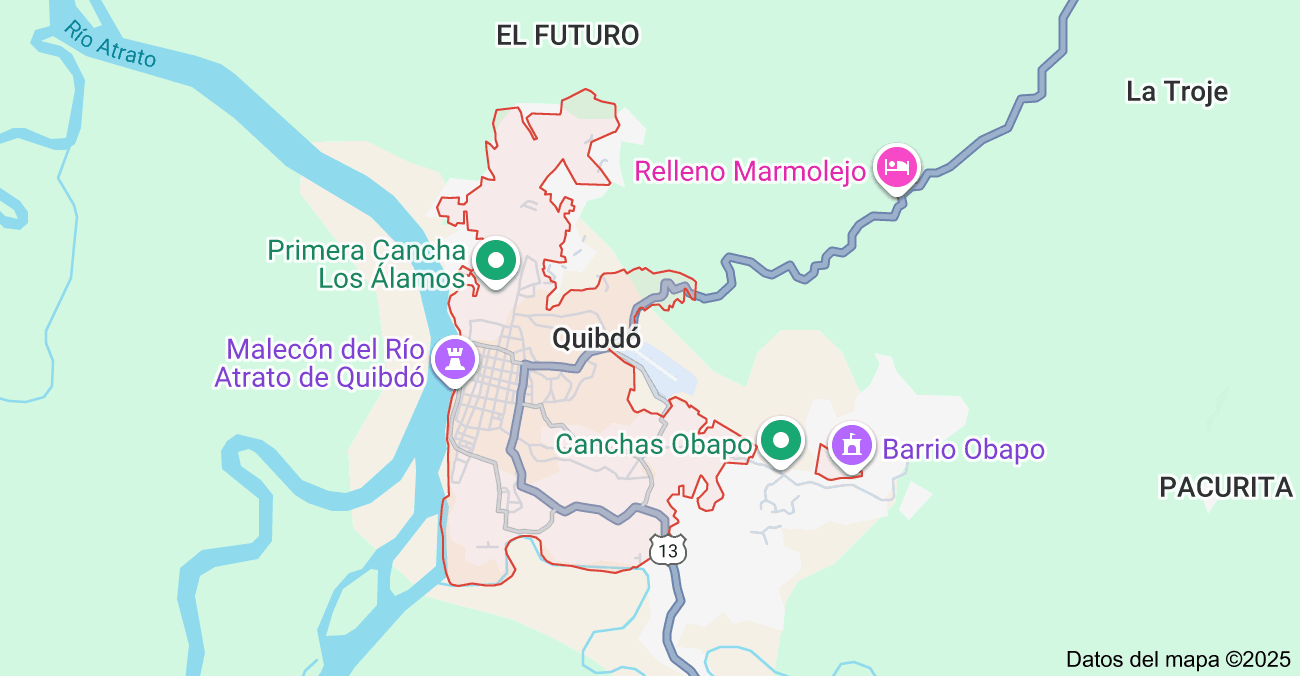 EL FUTURO
Río Atrato
La Troje
Relleno Marmolejo
Primera Cancha
Los Álamos
Quibdó
Malecón del Río
Atrato de Quibdó
Canchas Obapo
Barrio Obapo
PACURITA
13
Datos del mapa ©2025